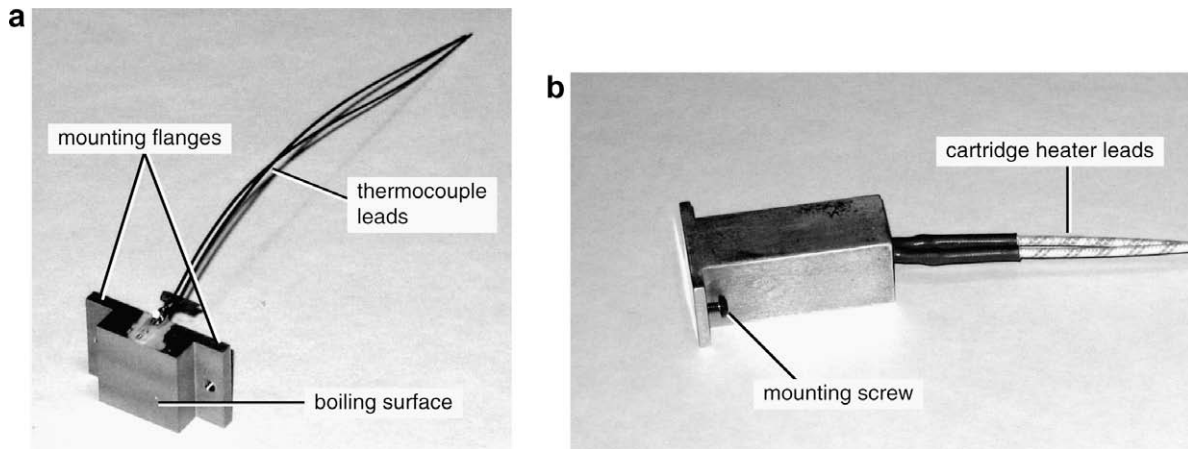 a
mounting flanges
thermocouple
leads
boiling surface
b
cartridge heater leads
mounting screw